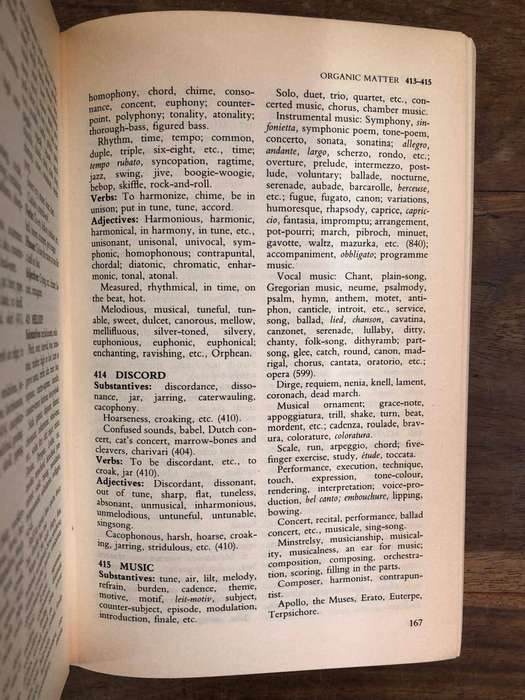 ORGANIC MATTER 413–415
homophony, chord, chime, conso-
nance, concent, euphony; counter-
point, polyphony; tonality, atonality;
thorough-bass, figured bass.
Rhythm, time, tempo; common,
duple, triple, six-eight, etc., time;
tempo rubato, syncopation, ragtime,
jazz, swing, jive, boogie-woogie,
bebop, skiffle, rock-and-roll.
Verbs: To harmonize, chime, be in
unison; put in tune, tune, accord.
Adjectives: Harmonious, harmonic,
harmonical, in harmony, in tune, etc.,
unisonant, unisonal, univocal, sym-
phonic, homophonous; contrapuntal,
chordal; diatonic, chromatic, enhar-
monic, tonal, atonal.
Measured, rhythmical, in time, on
the beat, hot.
Melodious, musical, tuneful, tun-
able, sweet, dulcet, canorous, mellow,
mellifluous, silver-toned, silvery,
euphonious, euphonic, euphonical;
enchanting, ravishing, etc., Orphean.
414 DISCORD
Substantives: discordance, disso-
nance, jar, jarring, caterwauling,
cacophony.
Hoarseness, croaking, etc. (410).
Confused sounds, babel, Dutch con-
cert, cat's concert, marrow-bones and
cleavers, charivari (404).
Verbs: To be discordant, etc., to
croak, jar (410).
Adjectives: Discordant, dissonant,
out of tune, sharp, flat, tuneless,
absonant, unmusical, inharmonious,
unmelodious, untuneful, untunable,
singsong.
Cacophonous, harsh, hoarse, croak-
ing, jarring, stridulous, etc. (410).
415 MUSIC
Substantives: tune, air, lilt, melody,
refrain, burden, cadence, theme,
motive, motif, leit-motiv, subject,
counter-subject, episode, modulation,
introduction, finale, etc.
Solo, duet, trio, quartet, etc., con-
certed music, chorus, chamber music.
Instrumental music: Symphony, sin-
fonietta, symphonic poem, tone-poem,
concerto, sonata, sonatina; allegro,
andante, largo, scherzo, rondo, etc.;
overture, prelude, intermezzo, post-
lude, voluntary; ballade, nocturne,
serenade, aubade, barcarolle, berceuse,
etc.; fugue, fugato, canon; variations,
humoresque, rhapsody, caprice, capric-
cio, fantasia, impromptu; arrangement,
pot-pourri; march, pibroch, minuet,
gavotte, waltz, mazurka, etc. (840);
accompaniment, obbligato; programme
music.
Vocal music: Chant, plain-song,
Gregorian music, neume, psalmody,
psalm, hymn, anthem, motet, anti-
phon, canticle, introit, etc., service,
song, ballad, lied, chanson, cavatina,
canzonet, serenade, lullaby, ditty,
chanty, folk-song, dithyramb; part-
song, glee, catch, round, canon, mad-
rigal, chorus, cantata, oratorio, etc.;
opera (599).
Dirge, requiem, nenia, knell, lament,
coronach, dead march.
Musical ornament; grace-note,
appoggiatura, trill, shake, turn, beat,
mordent, etc.; cadenza, roulade, brav-
ura, colorature, coloratura.
Scale, run, arpeggio, chord; five-
finger exercise, study, étude, toccata.
Performance, execution, technique,
touch, expression, tone-colour,
rendering, interpretation; voice-pro-
duction, bel canto; embouchure, lipping,
bowing.
Concert, recital, performance, ballad
concert, etc., musicale, sing-song.
Minstrelsy, musicianship, musical-
ity, musicalness, an ear for music;
composition, composing, orchestra-
tion, scoring, filling in the parts.
Composer, harmonist, contrapun-
tist.
Apollo, the Muses, Erato, Euterpe,
Terpsichore.
167